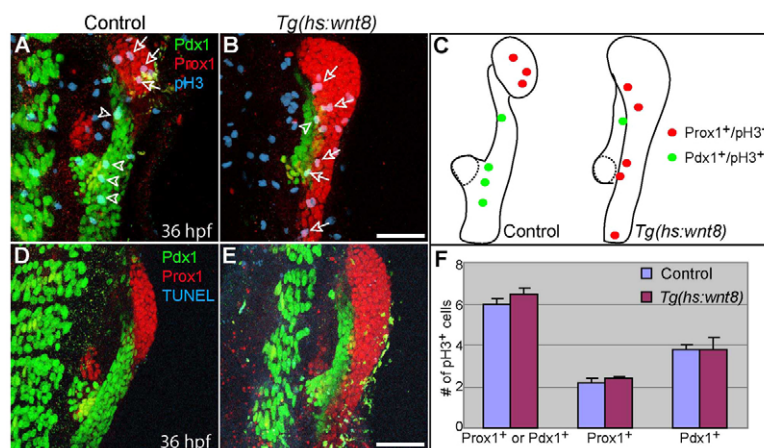 Control
Tg(hs:wnt8)
A
Pdx1
Prox1
pH3
36 hpf
B
C
Prox1⁺/pH3⁺
Pdx1⁺/pH3⁺
Control
Tg(hs:wnt8)
D
Pdx1
Prox1
TUNEL
36 hpf
E
F
# of pH3⁺ cells
8
6
4
2
0
Control
Tg(hs:wnt8)
Prox1⁺ or Pdx1⁺
Prox1⁺
Pdx1⁺